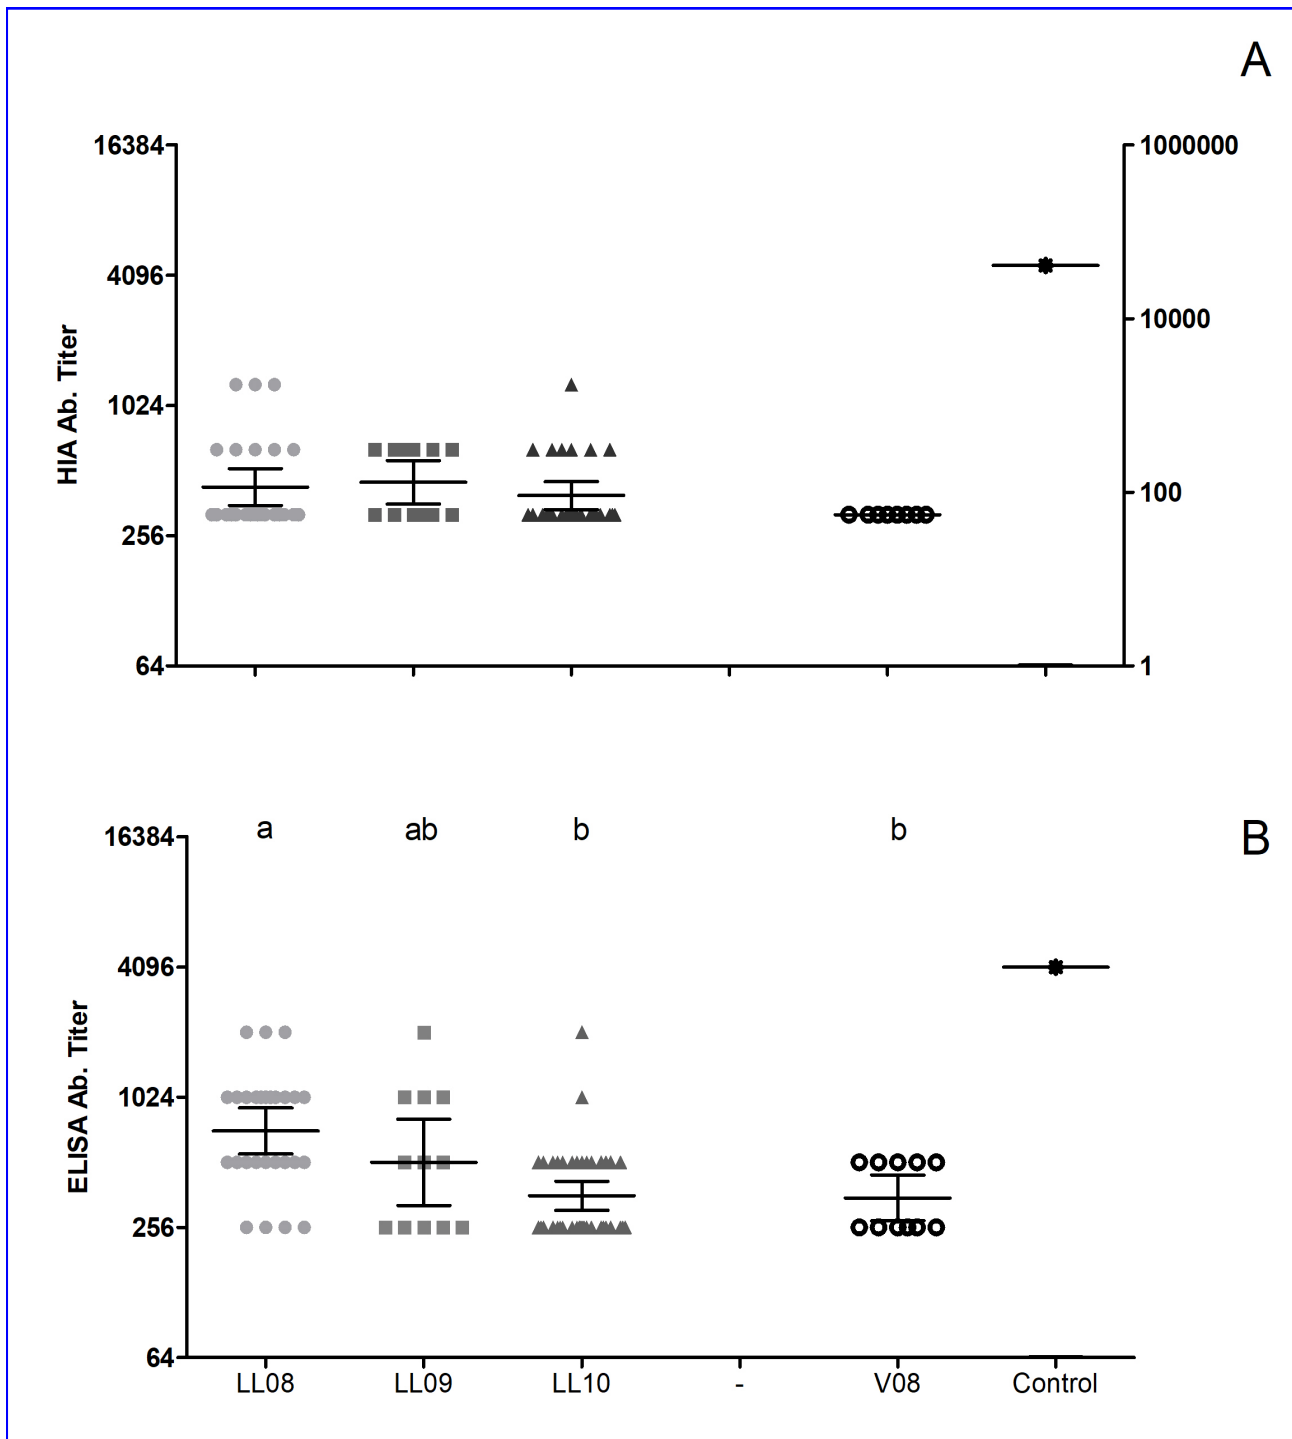 A
16384
4096
1024
256
64
HIA Ab. Titer
1000000
10000
100
1
B
a ab b b
16384
4096
1024
256
64
ELISA Ab. Titer
LL08 LL09 LL10 - V08 Control